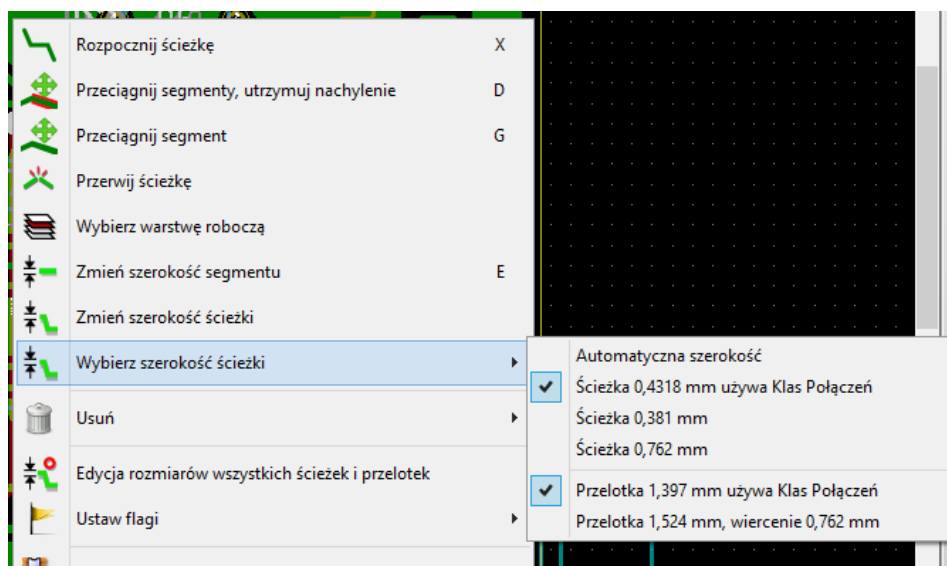 Rozpocznij ścieżkę X
Przeciągnij segmenty, utrzymuj nachylenie D
Przeciągnij segment G
Przerwij ścieżkę
Wybierz warstwę roboczą
Zmień szerokość segmentu E
Zmień szerokość ścieżki
Wybierz szerokość ścieżki
Automatyczna szerokość
Ścieżka 0,4318 mm używa Klas Połączeń
Ścieżka 0,381 mm
Ścieżka 0,762 mm
Przelotka 1,397 mm używa Klas Połączeń
Przelotka 1,524 mm, wiercenie 0,762 mm
Usuń
Edycja rozmiarów wszystkich ścieżek i przelotek
Ustaw flagi